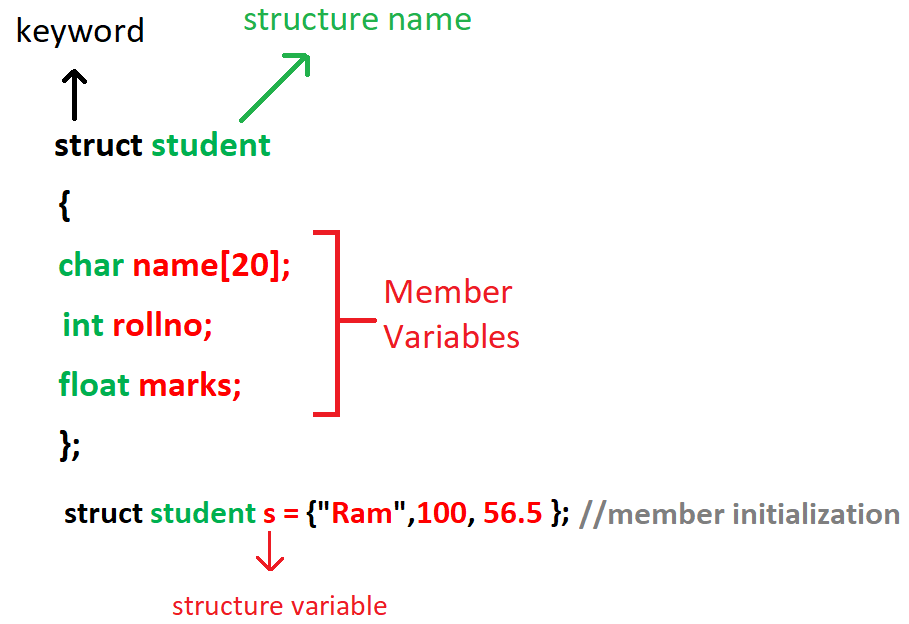 keyword
structure name
struct student
{
char name[20];
int rollno;
float marks;
Member
Variables
};
struct student s = {"Ram",100, 56.5 }; //member initialization
structure variable